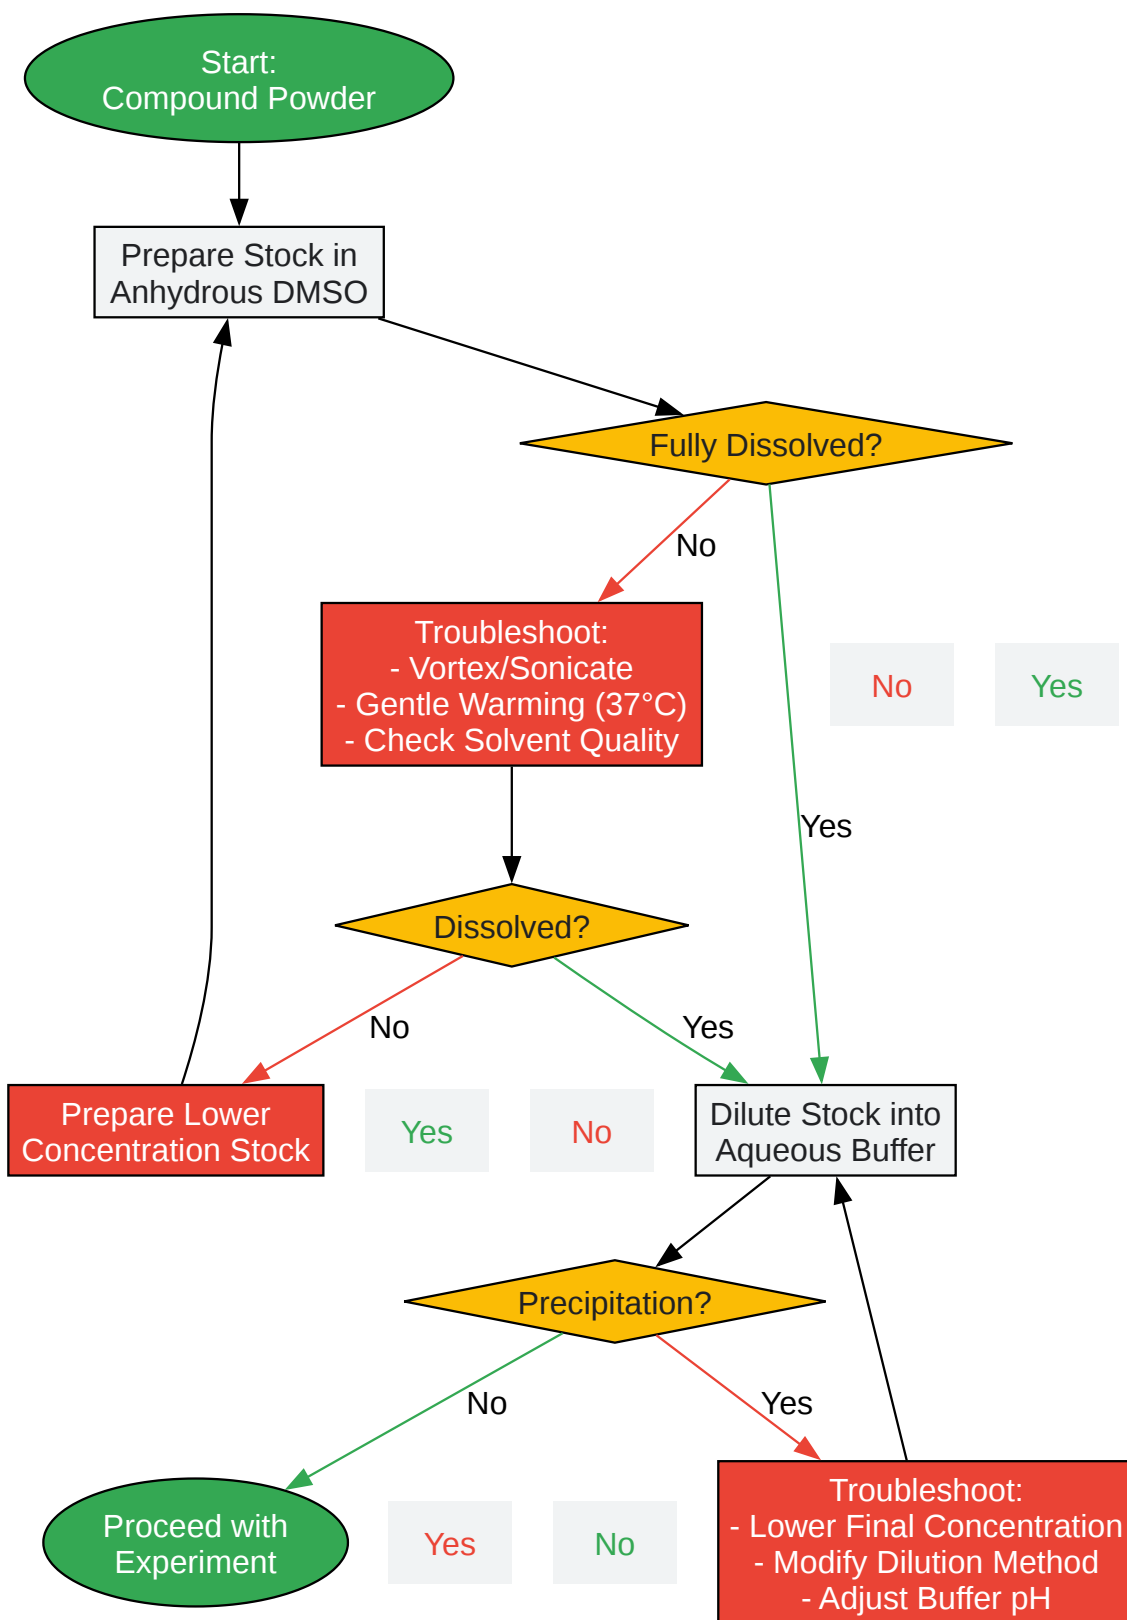 Start:
Compound Powder
Prepare Stock in
Anhydrous DMSO
Fully Dissolved?
No
Troubleshoot:
- Vortex/Sonicate
- Gentle Warming (37°C)
- Check Solvent Quality
No
Yes
Yes
Dissolved?
No
Yes
Prepare Lower
Concentration Stock
Yes
No
Dilute Stock into
Aqueous Buffer
Precipitation?
No
Yes
Proceed with
Experiment
Yes
No
Troubleshoot:
- Lower Final Concentration
- Modify Dilution Method
- Adjust Buffer pH